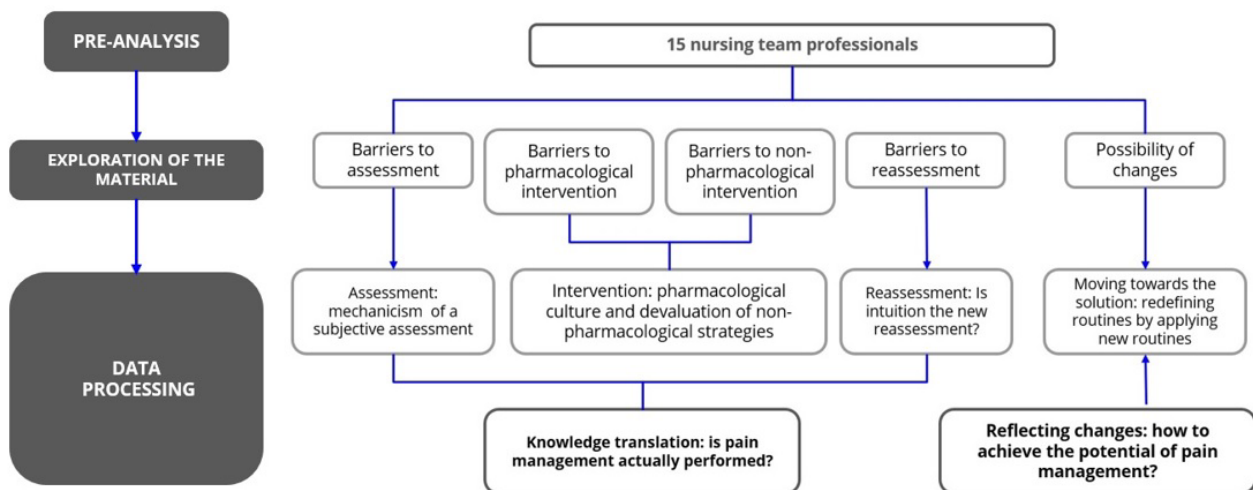 PRE-ANALYSIS
EXPLORATION OF THE
MATERIAL
DATA
PROCESSING
15 nursing team professionals
Barriers to
assessment
Barriers to
pharmacological
intervention
Barriers to non-
pharmacological
intervention
Barriers to
reassessment
Possibility of
changes
Assessment:
mechanicism of a
subjective assessment
Intervention: pharmacological
culture and devaluation of non-
pharmacological strategies
Reassessment: Is
intuition the new
reassessment?
Moving towards the
solution: redefining
routines by applying
new routines
Knowledge translation: is pain
management actually performed?
Reflecting changes: how to
achieve the potential of pain
management?